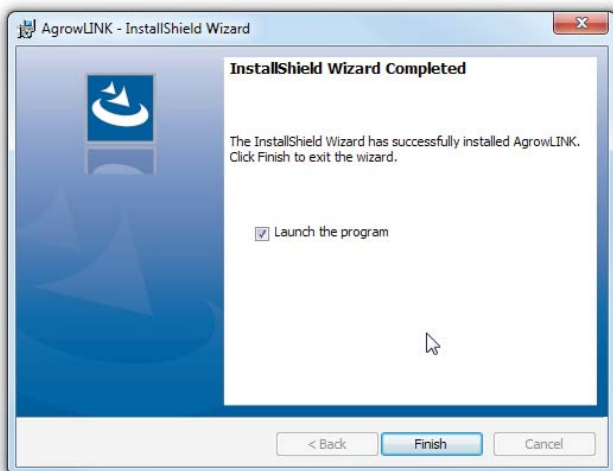 AgrowLINK - InstallShield Wizard
InstallShield Wizard Completed
The InstallShield Wizard has successfully installed AgrowLINK.
Click Finish to exit the wizard.
Launch the program
< Back
Finish
Cancel